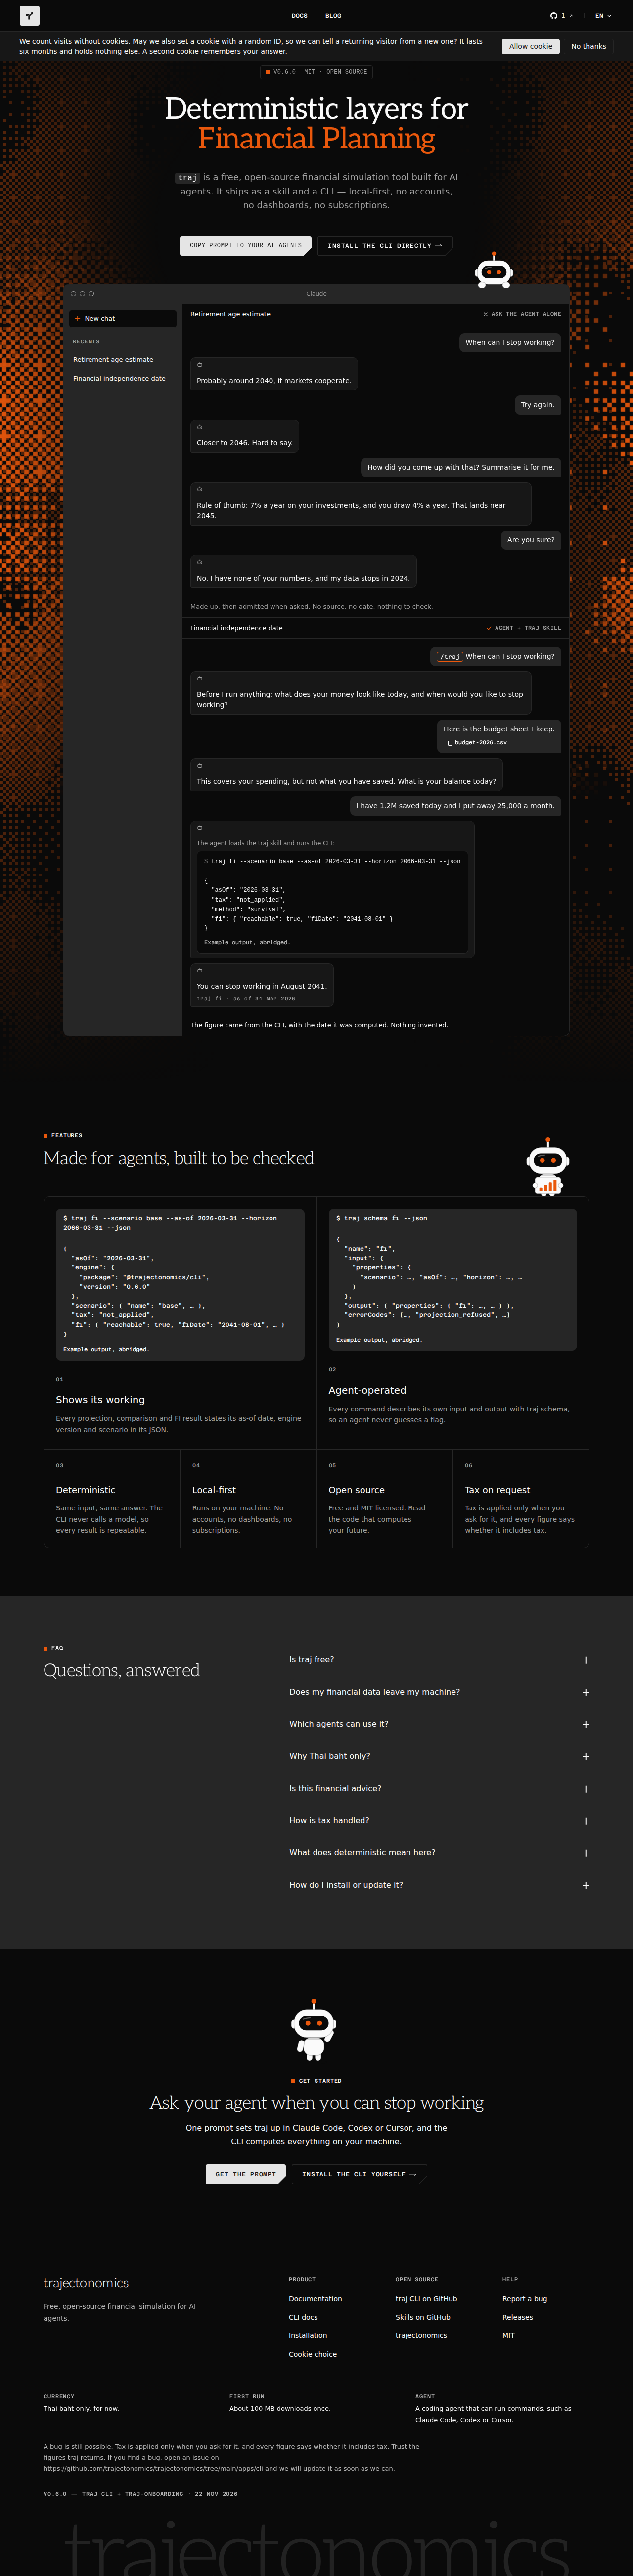 DOCS
BLOG
1
EN
We count visits without cookies. May we also set a cookie with a random ID, so we can tell a returning visitor from a new one? It lasts
six months and holds nothing else. A second cookie remembers your answer.
Allow cookie
No thanks
V0.6.0 MIT · OPEN SOURCE
Deterministic layers for
Financial Planning
traj is a free, open-source financial simulation tool built for AI
agents. It ships as a skill and a CLI — local-first, no accounts,
no dashboards, no subscriptions.
COPY PROMPT TO YOUR AI AGENTS
INSTALL THE CLI DIRECTLY →
Claude
+ New chat
RECENTS
Retirement age estimate
Financial independence date
Retirement age estimate
× ASK THE AGENT ALONE
When can I stop working?
Probably around 2040, if markets cooperate.
Try again.
Closer to 2046. Hard to say.
How did you come up with that? Summarise it for me.
Rule of thumb: 7% a year on your investments, and you draw 4% a year. That lands near
2045.
Are you sure?
No. I have none of your numbers, and my data stops in 2024.
Made up, then admitted when asked. No source, no date, nothing to check.
Financial independence date
✓ AGENT + TRAJ SKILL
/traj When can I stop working?
Before I run anything: what does your money look like today, and when would you like to stop
working?
Here is the budget sheet I keep.
budget-2026.csv
This covers your spending, but not what you have saved. What is your balance today?
I have 1.2M saved today and I put away 25,000 a month.
The agent loads the traj skill and runs the CLI:
$ traj fi --scenario base --as-of 2026-03-31 --horizon 2066-03-31 --json
{
"asOf": "2026-03-31",
"tax": "not_applied",
"method": "survival",
"fi": { "reachable": true, "fiDate": "2041-08-01" }
}
Example output, abridged.
You can stop working in August 2041.
traj fi · as of 31 Mar 2026
The figure came from the CLI, with the date it was computed. Nothing invented.
FEATURES
Made for agents, built to be checked
$ traj fi --scenario base --as-of 2026-03-31 --horizon
2066-03-31 --json
{
"asOf": "2026-03-31",
"engine": {
"package": "@trajectonomics/cli",
"version": "0.6.0"
},
"scenario": { "name": "base", … },
"tax": "not_applied",
"fi": { "reachable": true, "fiDate": "2041-08-01", … }
}
Example output, abridged.
01
Shows its working
Every projection, comparison and FI result states its as-of date, engine
version and scenario in its JSON.
$ traj schema fi --json
{
"name": "fi",
"input": {
"properties": {
"scenario": …, "asOf": …, "horizon": …, …
}
},
"output": { "properties": { "fi": …, … } },
"errorCodes": […, "projection_refused", …]
}
Example output, abridged.
02
Agent-operated
Every command describes its own input and output with traj schema,
so an agent never guesses a flag.
03
Deterministic
Same input, same answer. The
CLI never calls a model, so
every result is repeatable.
04
Local-first
Runs on your machine. No
accounts, no dashboards, no
subscriptions.
05
Open source
Free and MIT licensed. Read
the code that computes
your future.
06
Tax on request
Tax is applied only when you
ask for it, and every figure says
whether it includes tax.
FAQ
Questions, answered
Is traj free?
Does my financial data leave my machine?
Which agents can use it?
Why Thai baht only?
Is this financial advice?
How is tax handled?
What does deterministic mean here?
How do I install or update it?
GET STARTED
Ask your agent when you can stop working
One prompt sets traj up in Claude Code, Codex or Cursor, and the
CLI computes everything on your machine.
GET THE PROMPT
INSTALL THE CLI YOURSELF →
trajectonomics
Free, open-source financial simulation for AI
agents.
PRODUCT
Documentation
CLI docs
Installation
Cookie choice
OPEN SOURCE
traj CLI on GitHub
Skills on GitHub
trajectonomics
HELP
Report a bug
Releases
MIT
CURRENCY
Thai baht only, for now.
FIRST RUN
About 100 MB downloads once.
AGENT
A coding agent that can run commands, such as
Claude Code, Codex or Cursor.
A bug is still possible. Tax is applied only when you ask for it, and every figure says whether it includes tax. Trust the
figures traj returns. If you find a bug, open an issue on
https://github.com/trajectonomics/trajectonomics/tree/main/apps/cli and we will update it as soon as we can.
V0.6.0 — TRAJ CLI + TRAJ-ONBOARDING · 22 NOV 2026
trajectonomics